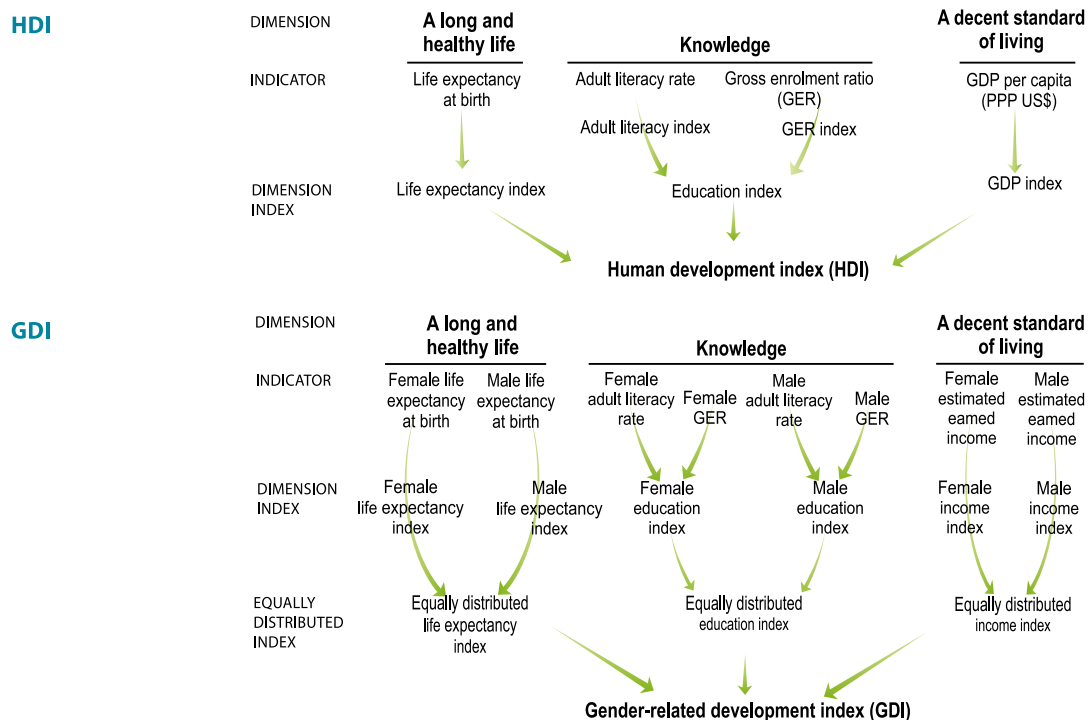 HDI
DIMENSION
A long and
healthy life
Knowledge
A decent standard
of living
INDICATOR
Life expectancy
at birth
Adult literacy rate
Gross enrolment ratio
(GER)
GDP per capita
(PPP US$)
Adult literacy index
GER index
DIMENSION
INDEX
Life expectancy index
Education index
GDP index
Human development index (HDI)
GDI
DIMENSION
A long and
healthy life
Knowledge
A decent standard
of living
INDICATOR
Female life
expectancy
at birth
Male life
expectancy
at birth
Female
adult literacy
rate
Female
GER
Male
adult literacy
rate
Male
GER
Female
estimated
earned
income
Male
estimated
earned
income
DIMENSION
INDEX
Female
life expectancy
index
Male
life expectancy
index
Female
education
index
Male
education
index
Female
income
index
Male
income
index
EQUALLY
DISTRIBUTED
INDEX
Equally distributed
life expectancy
index
Equally distributed
education index
Equally distributed
income index
Gender-related development index (GDI)